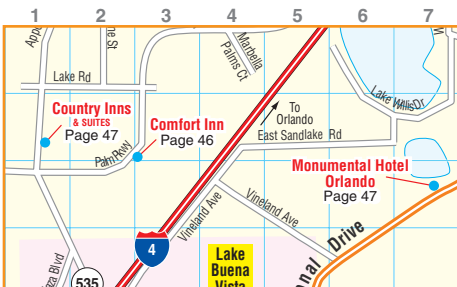 1 2 3 4 5 6 7
Marbella
Palms Ct
Lake Rd
Lake Willis Dr
Country Inns
& SUITES
Page 47
Comfort Inn
Page 46
To
Orlando
East Sandlake Rd
Palm Pkwy
Monumental Hotel
Orlando
Page 47
Vineland Ave
Vineland Ave
Drive
4
535
Lake
Buena
Vista